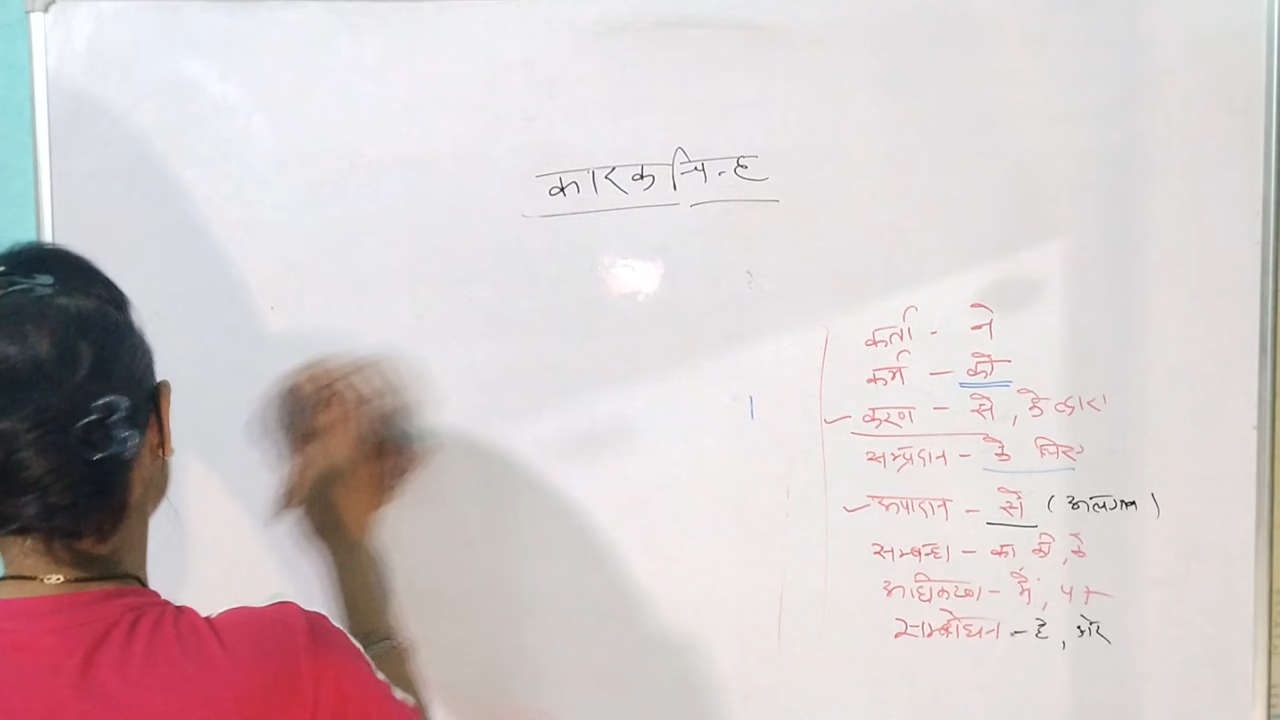 कारक चिन्ह
कर्ता - ने
कर्म - को
करण - से, के द्वारा
सम्प्रदान - के लिए
अपादान - से (अलगाव)
सम्बन्ध - का की, के
अधिकरण - में, पर
सम्बोधन - हे, अरे